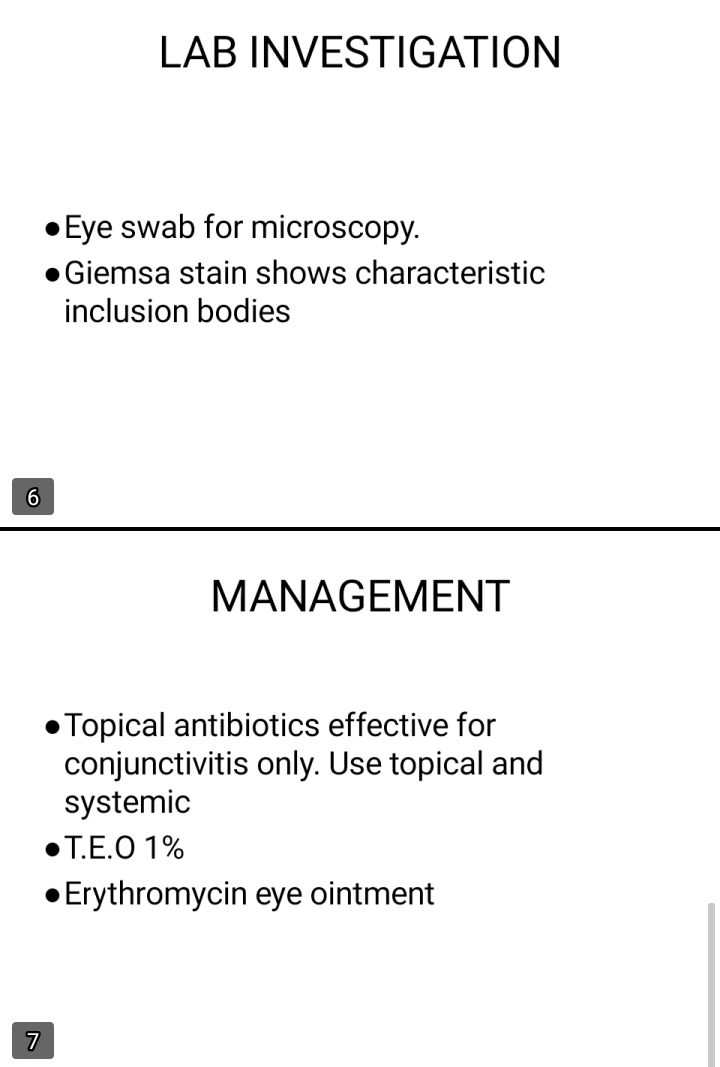 LAB INVESTIGATION
●Eye swab for microscopy.
●Giemsa stain shows characteristic
inclusion bodies
6
MANAGEMENT
●Topical antibiotics effective for
conjunctivitis only. Use topical and
systemic
●T.E.O 1%
●Erythromycin eye ointment
7